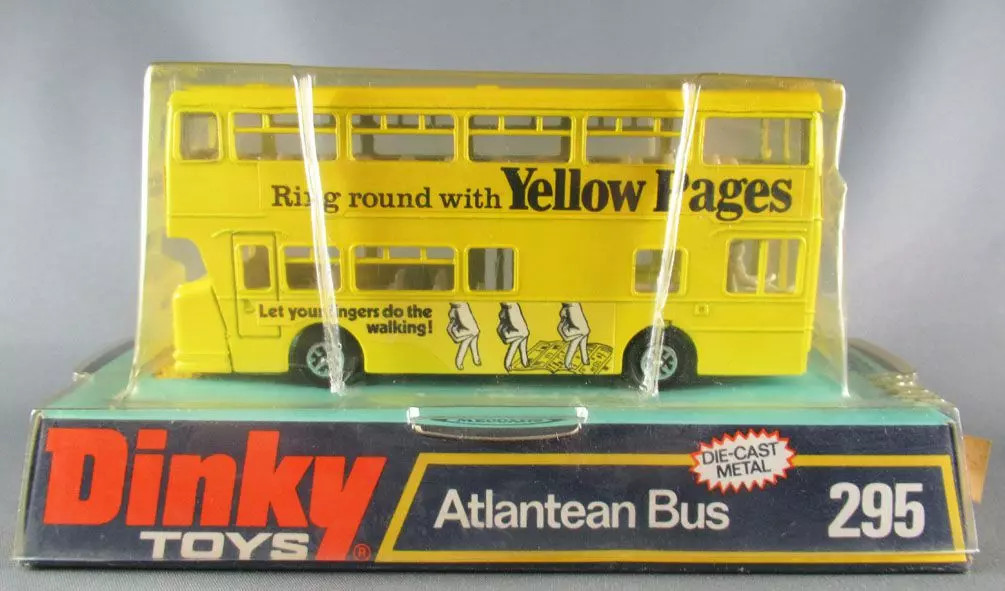 Ring round with Yellow Pages
Let your fingers do the
walking!
MECCANO
Dinky
TOYS ®
Atlantean Bus
DIE-CAST
METAL
295